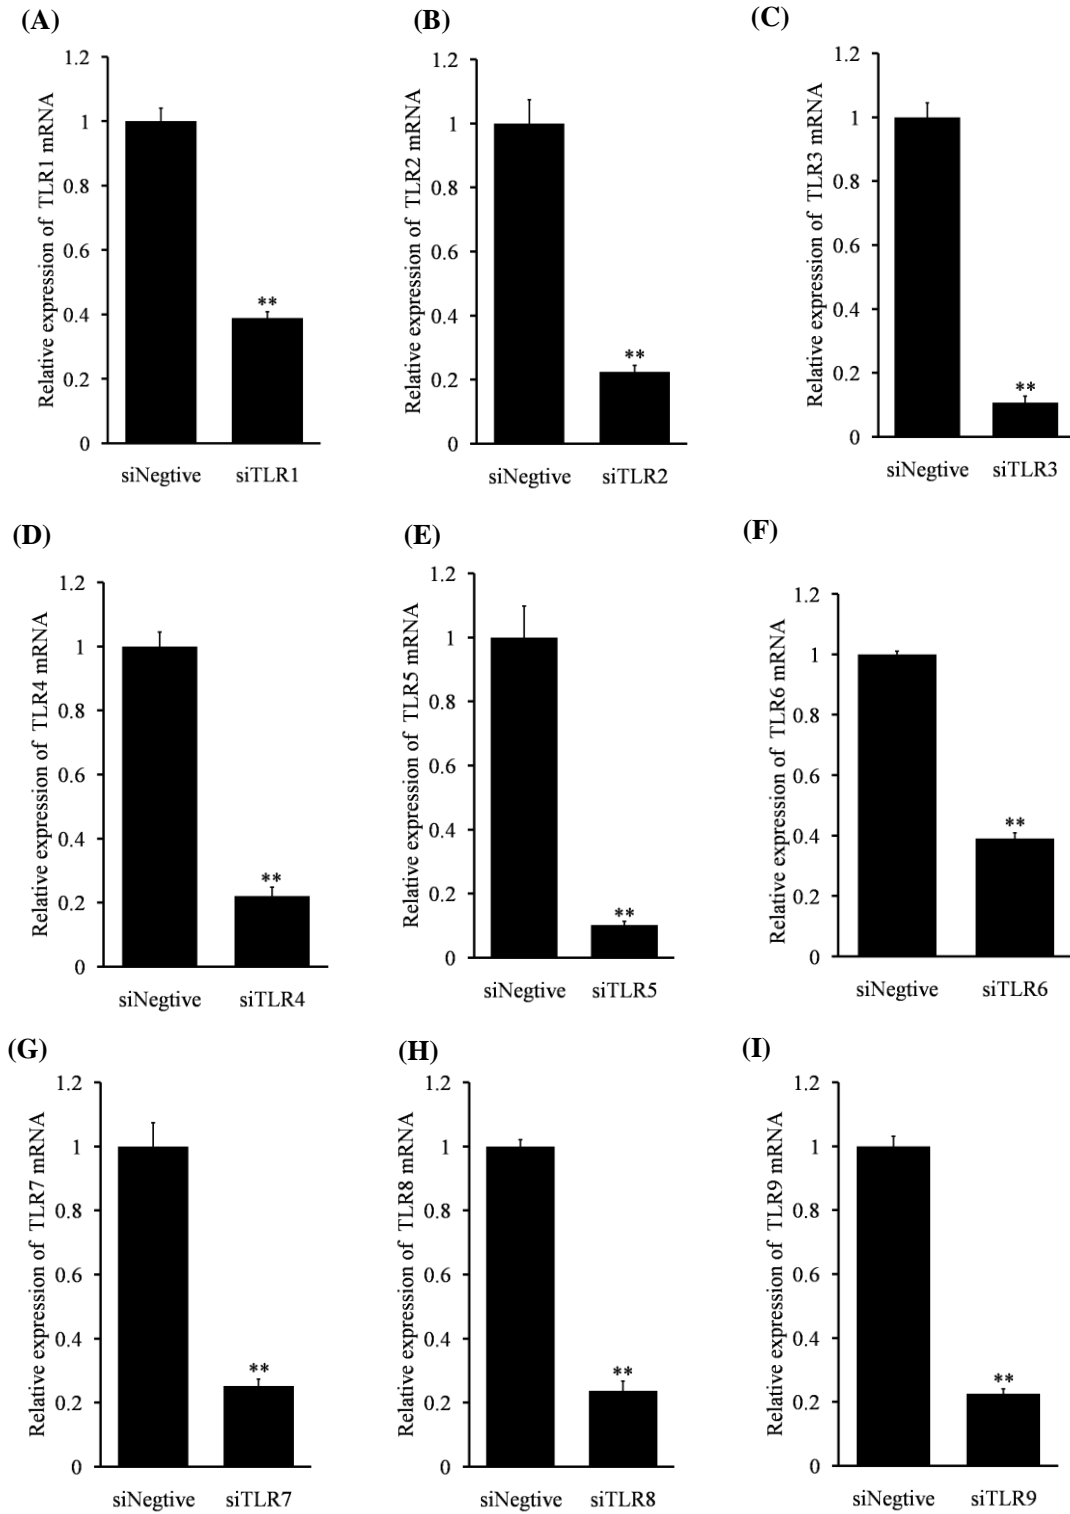 (A)
1.2
1
0.8
0.6
0.4
0.2
0
Relative expression of TLR1 mRNA
**
siNegtive siTLR1
(B)
1.2
1
0.8
0.6
0.4
0.2
0
Relative expression of TLR2 mRNA
**
siNegtive siTLR2
(C)
1.2
1
0.8
0.6
0.4
0.2
0
Relative expression of TLR3 mRNA
**
siNegtive siTLR3
(D)
1.2
1
0.8
0.6
0.4
0.2
0
Relative expression of TLR4 mRNA
**
siNegtive siTLR4
(E)
1.2
1
0.8
0.6
0.4
0.2
0
Relative expression of TLR5 mRNA
**
siNegtive siTLR5
(F)
1.2
1
0.8
0.6
0.4
0.2
0
Relative expression of TLR6 mRNA
**
siNegtive siTLR6
(G)
1.2
1
0.8
0.6
0.4
0.2
0
Relative expression of TLR7 mRNA
**
siNegtive siTLR7
(H)
1.2
1
0.8
0.6
0.4
0.2
0
Relative expression of TLR8 mRNA
**
siNegtive siTLR8
(I)
1.2
1
0.8
0.6
0.4
0.2
0
Relative expression of TLR9 mRNA
**
siNegtive siTLR9